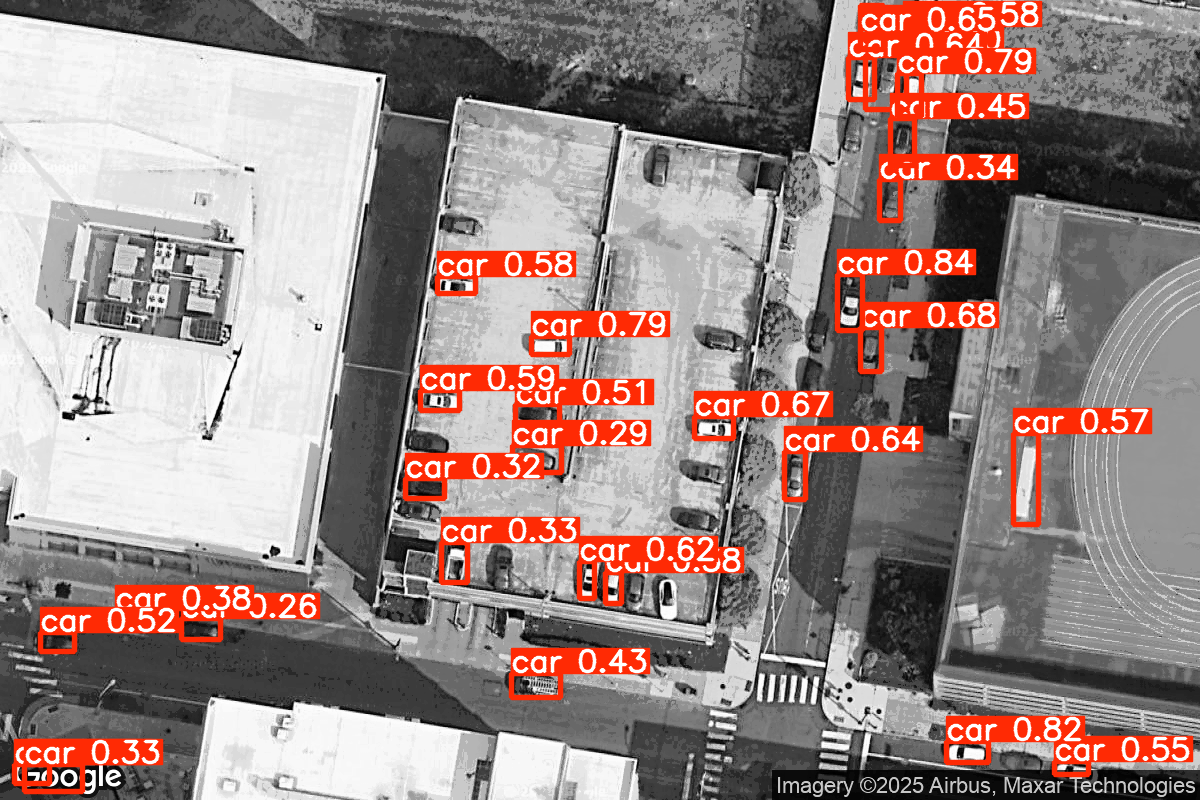 car 0.65
58
car 0.64
car 0.79
car 0.45
car 0.34
car 0.58
car 0.84
car 0.79
car 0.68
car 0.59
car 0.51
car 0.67
car 0.57
car 0.29
car 0.64
car 0.32
car 0.33
car 0.62
car 0.38
0.26
car 0.52
car 0.43
car 0.82
car 0.33
car 0.55
Google
Imagery ©2025 Airbus, Maxar Technologies